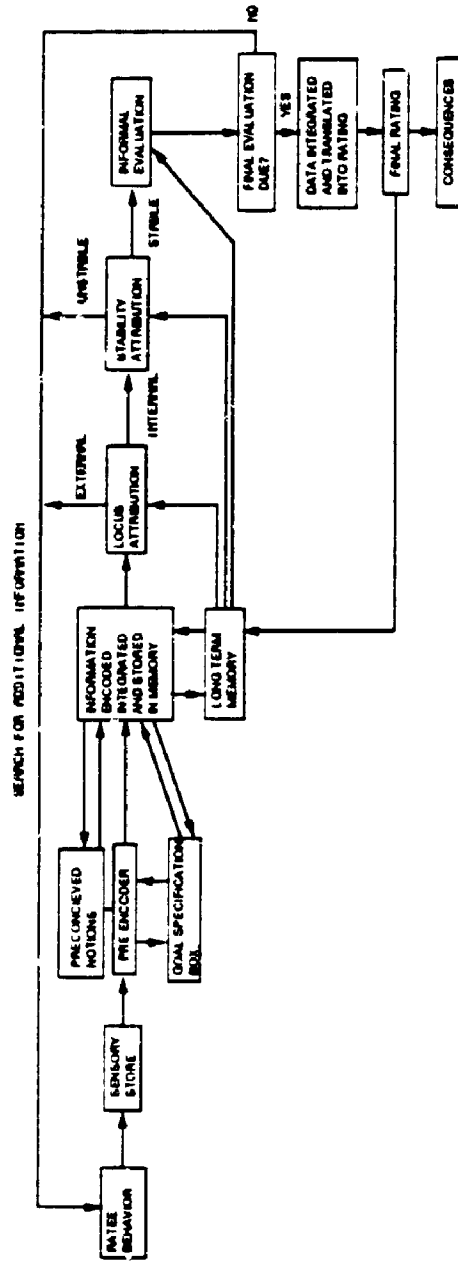 SEARCH FOR ADDITIONAL INFORMATION
RATEE
BEHAVIOR
SENSORY
STORE
PRECONCIEVED
NOTIONS
PRE ENCODER
GOAL SPECIFICATION
BOX
INFORMATION
ENCODED
INTEGRATED
AND STORED
IN MEMORY
LONG TERM
MEMORY
LOCUS
ATTRIBUTION
EXTERNAL
INTERNAL
STABILITY
ATTRIBUTION
UNSTABLE
STABLE
INFORMAL
EVALUATION
FINAL EVALUATION
DUE?
NO
YES
DATA INTEGRATED
AND TRANSLATED
INTO RATING
FINAL RATING
CONSEQUENCES